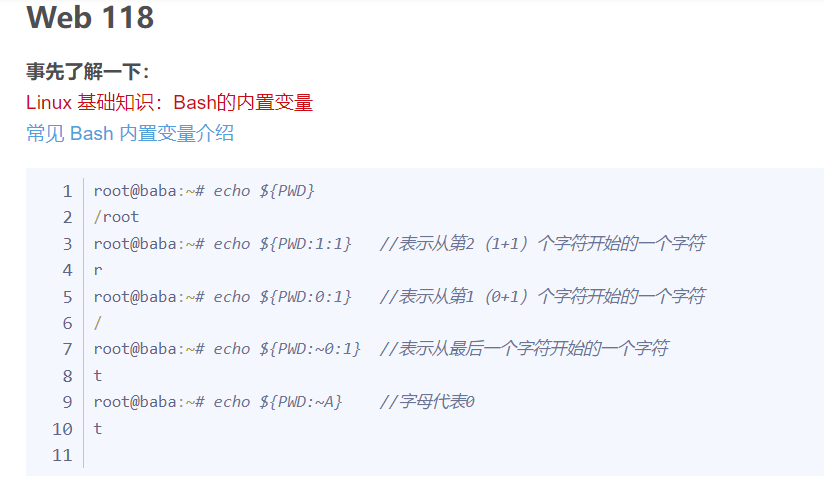 Web 118
事先了解一下：
Linux 基础知识：Bash的内置变量
常见 Bash 内置变量介绍
1 root@baba:~# echo ${PWD}
2 /root
3 root@baba:~# echo ${PWD:1:1}   //表示从第2（1+1）个字符开始的一个字符
4 r
5 root@baba:~# echo ${PWD:0:1}   //表示从第1（0+1）个字符开始的一个字符
6 /
7 root@baba:~# echo ${PWD:~0:1}  //表示从最后一个字符开始的一个字符
8 t
9 root@baba:~# echo ${PWD:~A}    //字母代表0
10 t
11